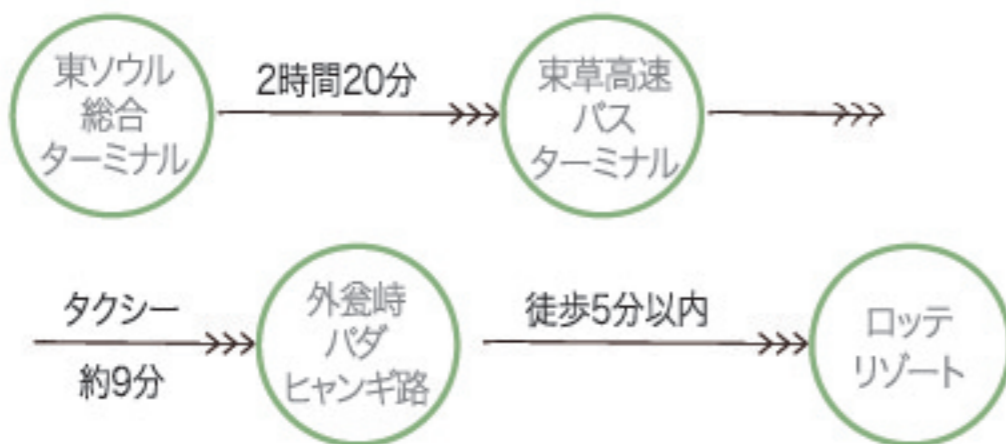 東ソウル
総合
ターミナル
2時間20分
束草高速
バス
ターミナル
タクシー
約9分
外瓮峙
パダ
ヒャンギ路
徒歩5分以内
ロッテ
リゾート